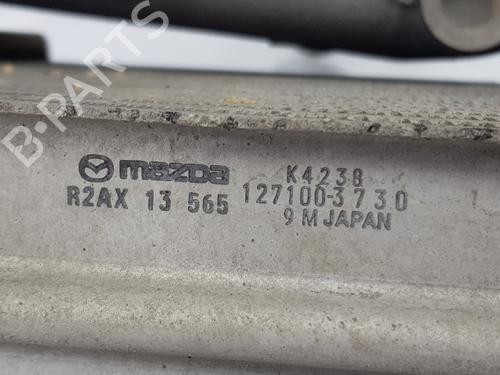 B-PARTS
mazda K4238
R2AX 13 565 127100-3730
9 M JAPAN